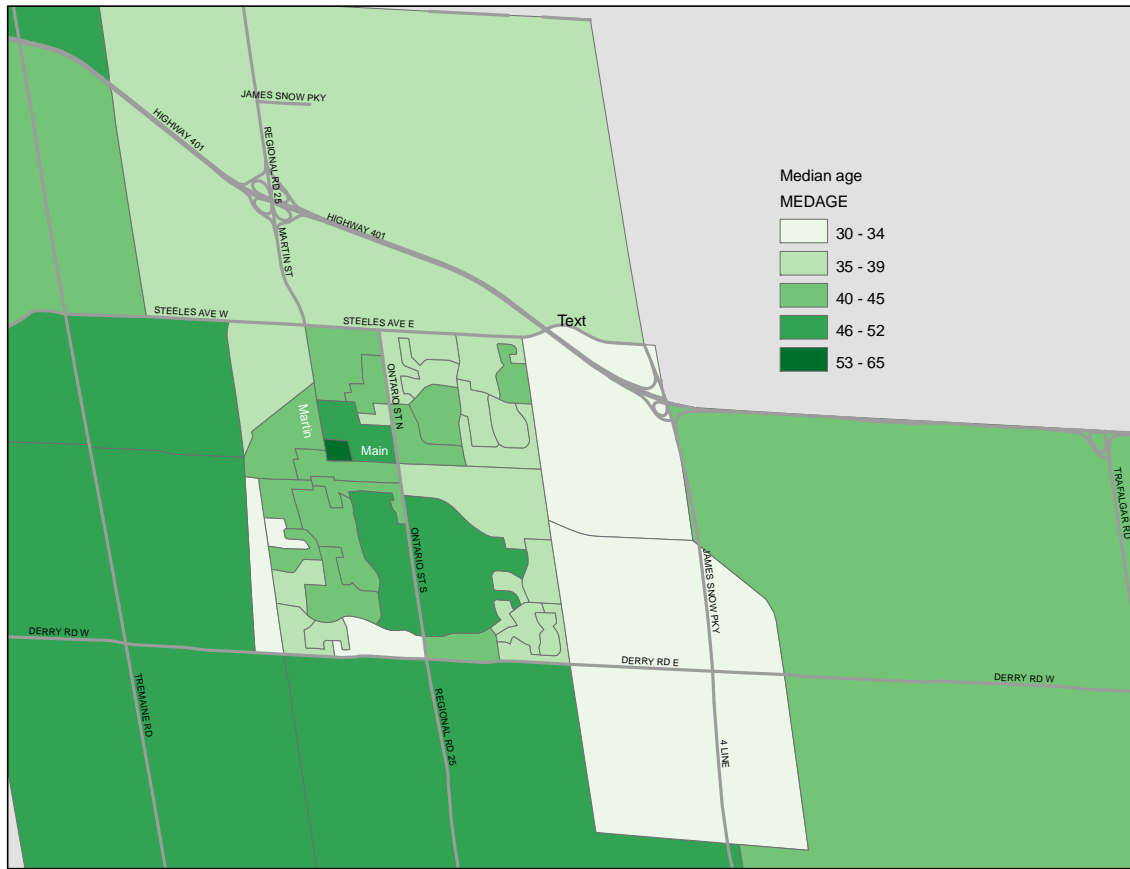 JAMES SNOW PKY
HIGHWAY 401
REGIONAL RD 25
HIGHWAY 401
MARTIN ST
Median age
MEDAGE
30 - 34
35 - 39
40 - 45
46 - 52
53 - 65
STEELES AVE W
STEELES AVE E
Text
ONTARIO ST N
Martin
Main
TRAFALGAR RD
ONTARIO ST S
JAMES SNOW PKY
DERRY RD W
DERRY RD E
DERRY RD W
TREMAINE RD
REGIONAL RD 25
4 LINE